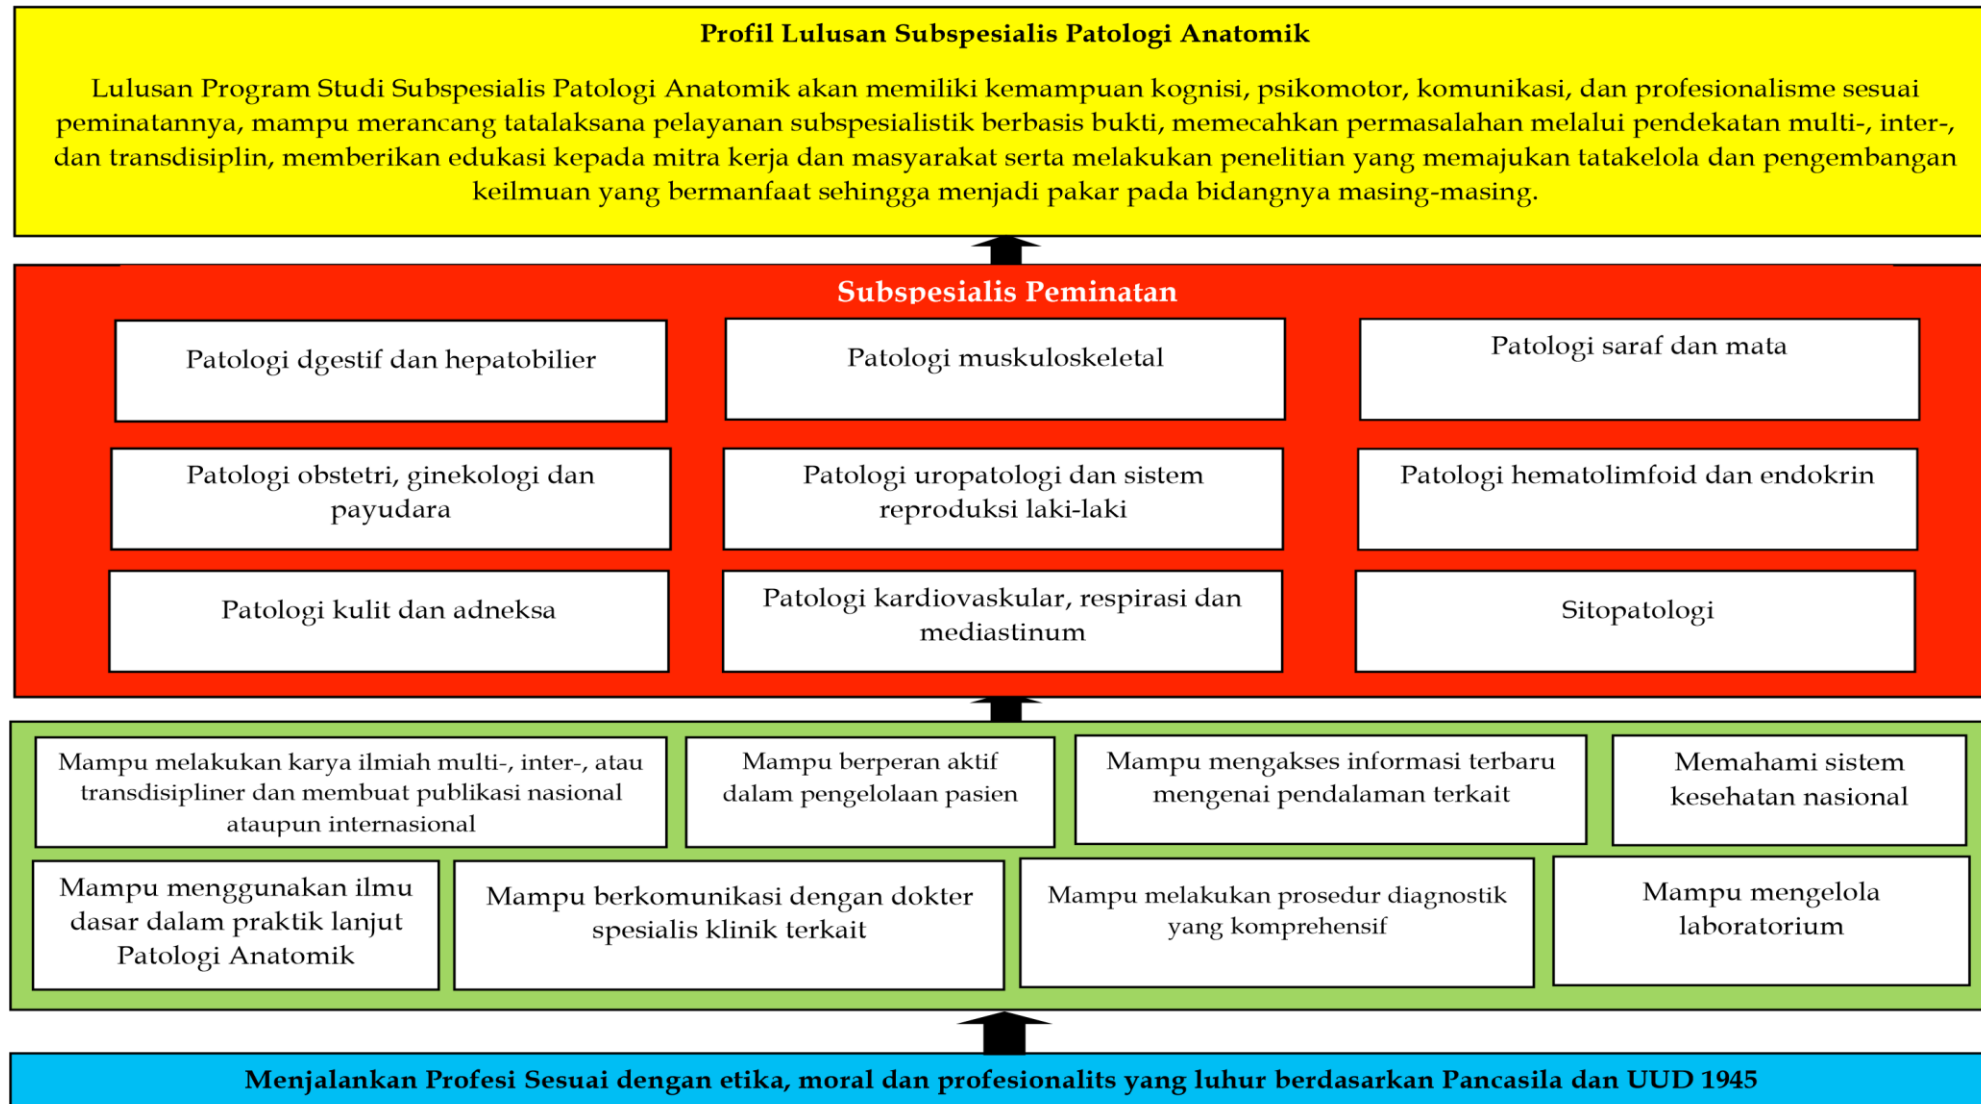 Profil Lulusan Subspesialis Patologi Anatomik
Lulusan Program Studi Subspesialis Patologi Anatomik akan memiliki kemampuan kognisi, psikomotor, komunikasi, dan profesionalisme sesuai
peminatannya, mampu merancang tatalaksana pelayanan subspesialistik berbasis bukti, memecahkan permasalahan melalui pendekatan multi-, inter-,
dan transdisiplin, memberikan edukasi kepada mitra kerja dan masyarakat serta melakukan penelitian yang memajukan tatakelola dan pengembangan
keilmuan yang bermanfaat sehingga menjadi pakar pada bidangnya masing-masing.
Subspesialis Peminatan
Patologi dgestif dan hepatobilier
Patologi muskuloskeletal
Patologi saraf dan mata
Patologi obstetri, ginekologi dan
payudara
Patologi uropatologi dan sistem
reproduksi laki-laki
Patologi hematolimfoid dan endokrin
Patologi kulit dan adneksa
Patologi kardiovaskular, respirasi dan
mediastinum
Sitopatologi
Mampu melakukan karya ilmiah multi-, inter-, atau
transdisipliner dan membuat publikasi nasional
ataupun internasional
Mampu berperan aktif
dalam pengelolaan pasien
Mampu mengakses informasi terbaru
mengenai pendalaman terkait
Memahami sistem
kesehatan nasional
Mampu menggunakan ilmu
dasar dalam praktik lanjut
Patologi Anatomik
Mampu berkomunikasi dengan dokter
spesialis klinik terkait
Mampu melakukan prosedur diagnostik
yang komprehensif
Mampu mengelola
laboratorium
Menjalankan Profesi Sesuai dengan etika, moral dan profesionalits yang luhur berdasarkan Pancasila dan UUD 1945